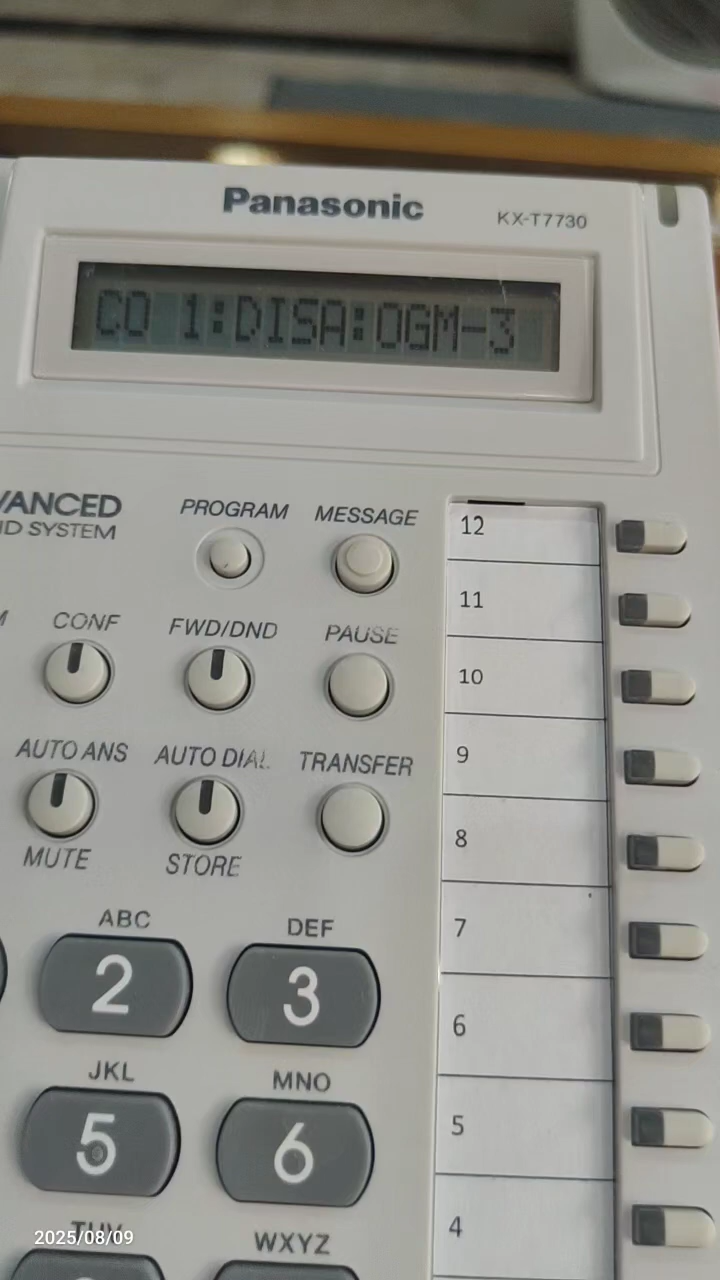 Panasonic
KX-T7730
CO 1:DISA:OGM-3
VANCED
ID SYSTEM
PROGRAM
MESSAGE
CONF
FWD/DND
PAUSE
AUTO ANS
AUTO DIAL
TRANSFER
MUTE
STORE
12
11
10
9
8
7
6
5
4
ABC
DEF
2
3
JKL
MNO
5
6
TUV
WXYZ
2025/08/09